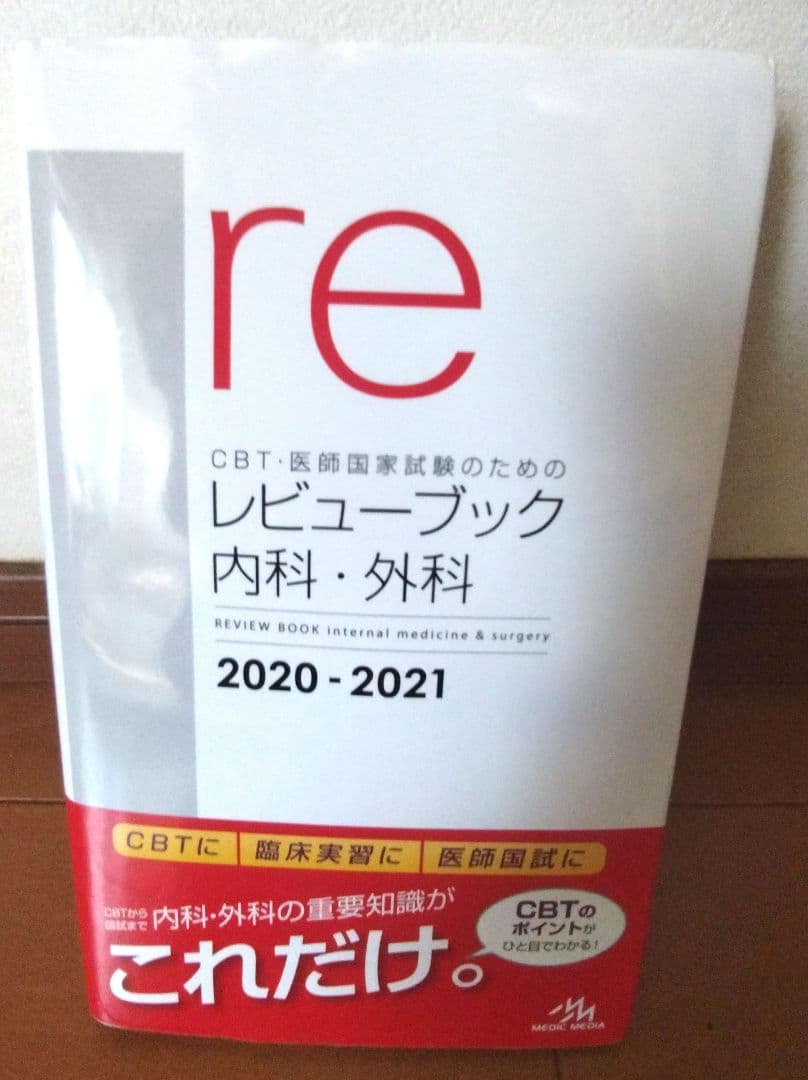 re
CBT・医師国家試験のための
レビューブック
内科・外科
REVIEW BOOK internal medicine & surgery
2020-2021
CBTに 臨床実習に 医師国試に
CBTから
国試まで
内科・外科の重要知識が
これだけ。
CBTの
ポイントが
ひと目でわかる!
MEDIC MEDIA